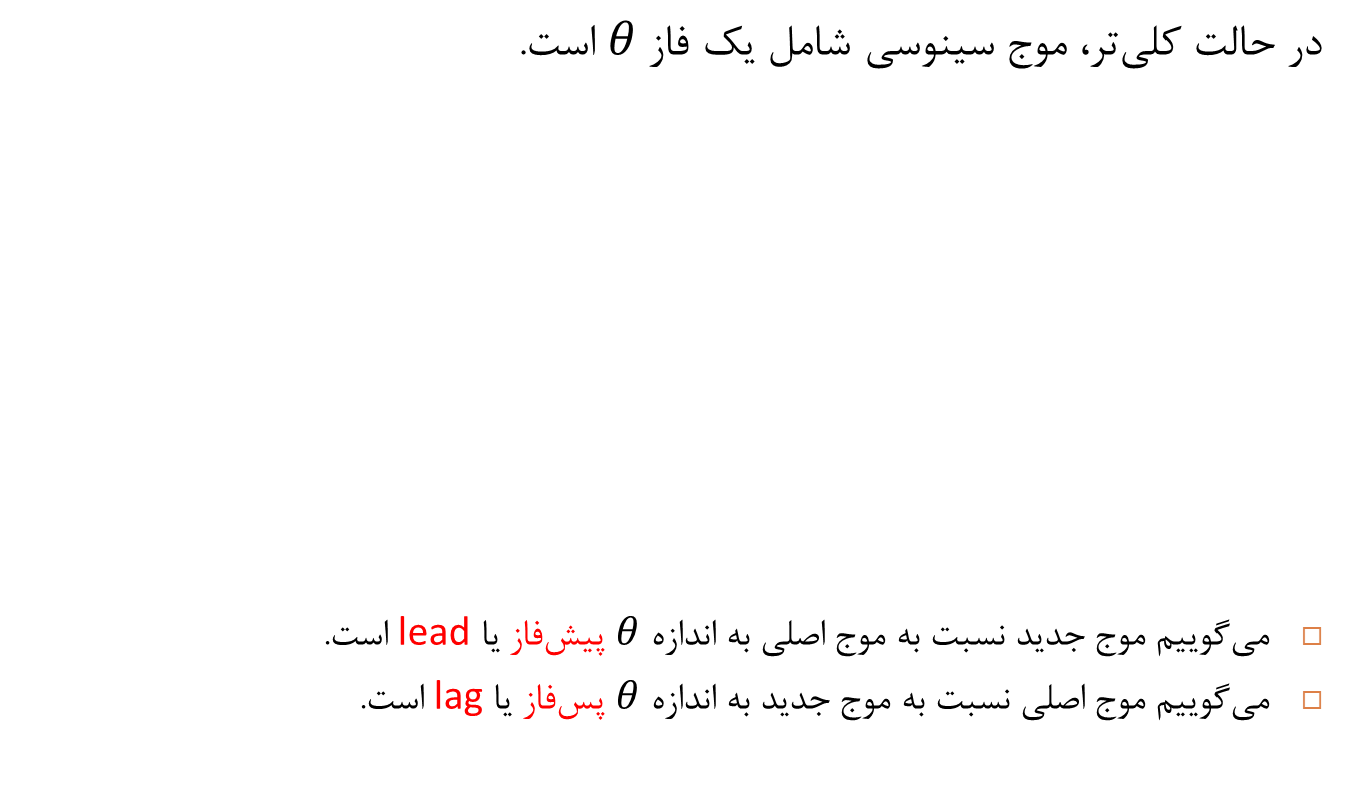 در حالت کلی‌تر، موج سینوسی شامل یک فاز θ است.
می‌گوییم موج جدید نسبت به موج اصلی به اندازه θ پیش‌فاز یا lead است.
می‌گوییم موج اصلی نسبت به موج جدید به اندازه θ پس‌فاز یا lag است.